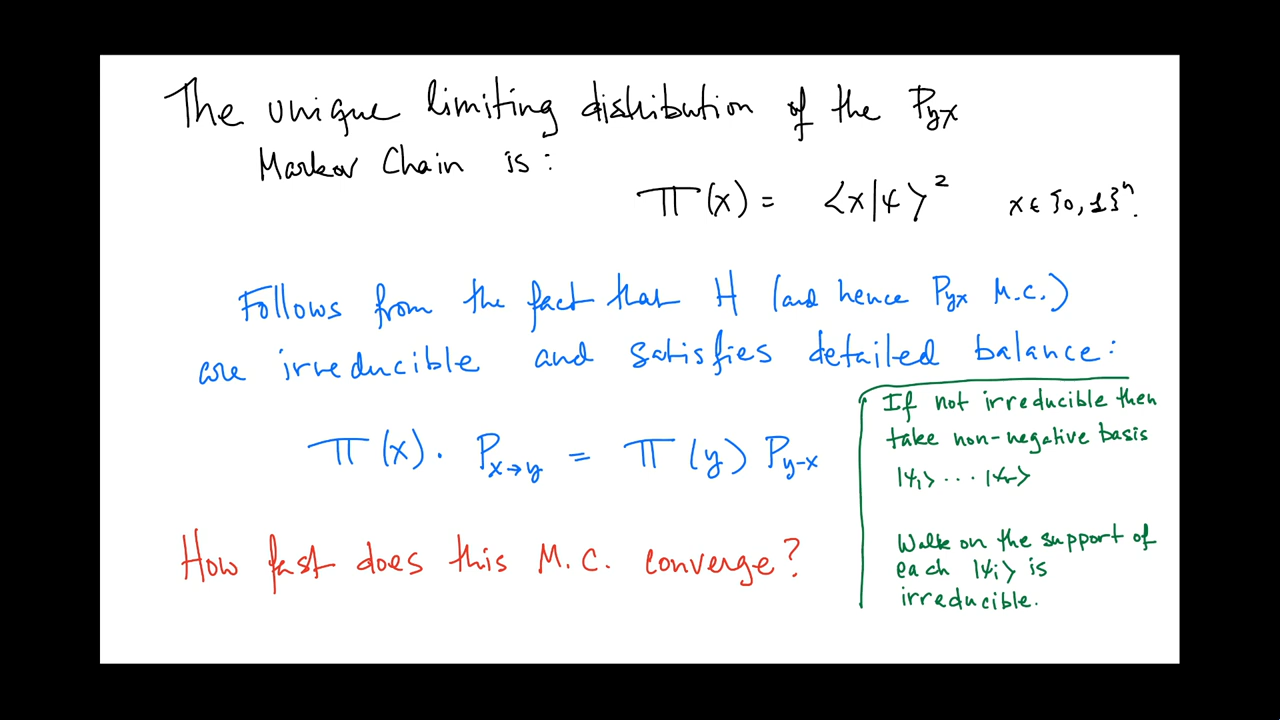 The unique limiting distribution of the P_yx
Markov Chain is:
π(x) = ⟨x|ψ⟩² x ∈ {0,1}ⁿ.
Follows from the fact that H (and hence P_yx M.C.)
are irreducible and satisfies detailed balance:
π(x) · P_x→y = π(y) P_y→x
How fast does this M.C. converge?
If not irreducible then
take non-negative basis
|ψ₁⟩ ··· |ψ_r⟩
Walk on the support of
each |ψᵢ⟩ is
irreducible.